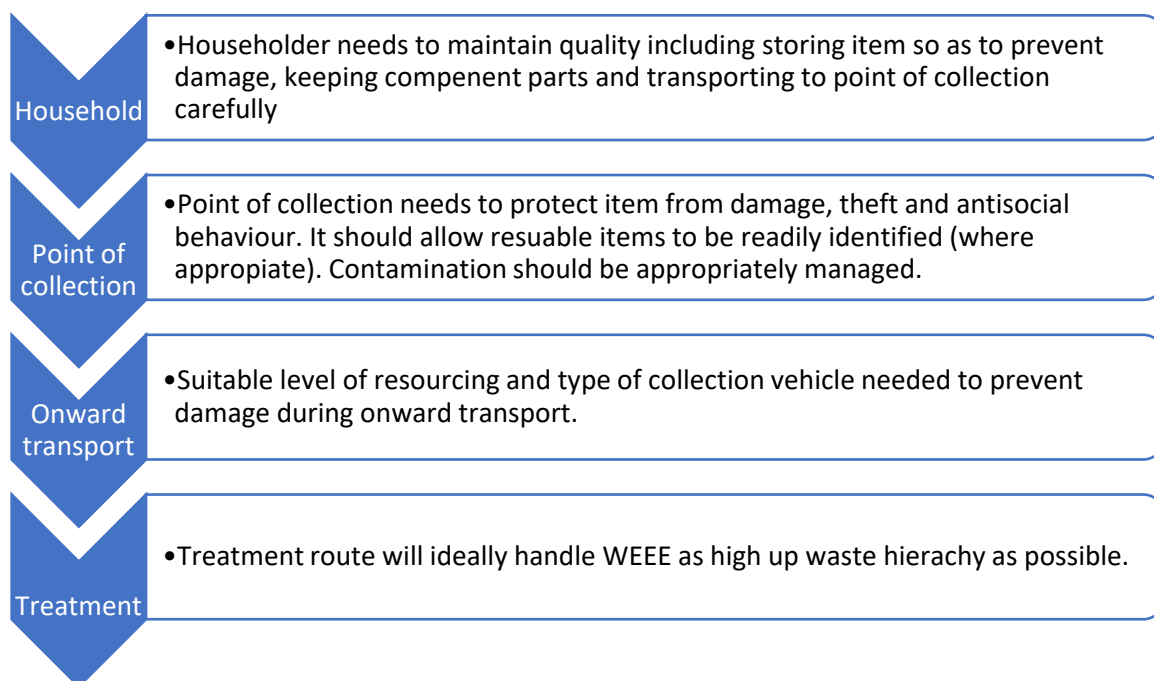 Household
•Householder needs to maintain quality including storing item so as to prevent
damage, keeping compenent parts and transporting to point of collection
carefully
Point of
collection
•Point of collection needs to protect item from damage, theft and antisocial
behaviour. It should allow resuable items to be readily identified (where
appropiate). Contamination should be appropriately managed.
Onward
transport
•Suitable level of resourcing and type of collection vehicle needed to prevent
damage during onward transport.
Treatment
•Treatment route will ideally handle WEEE as high up waste hierachy as possible.